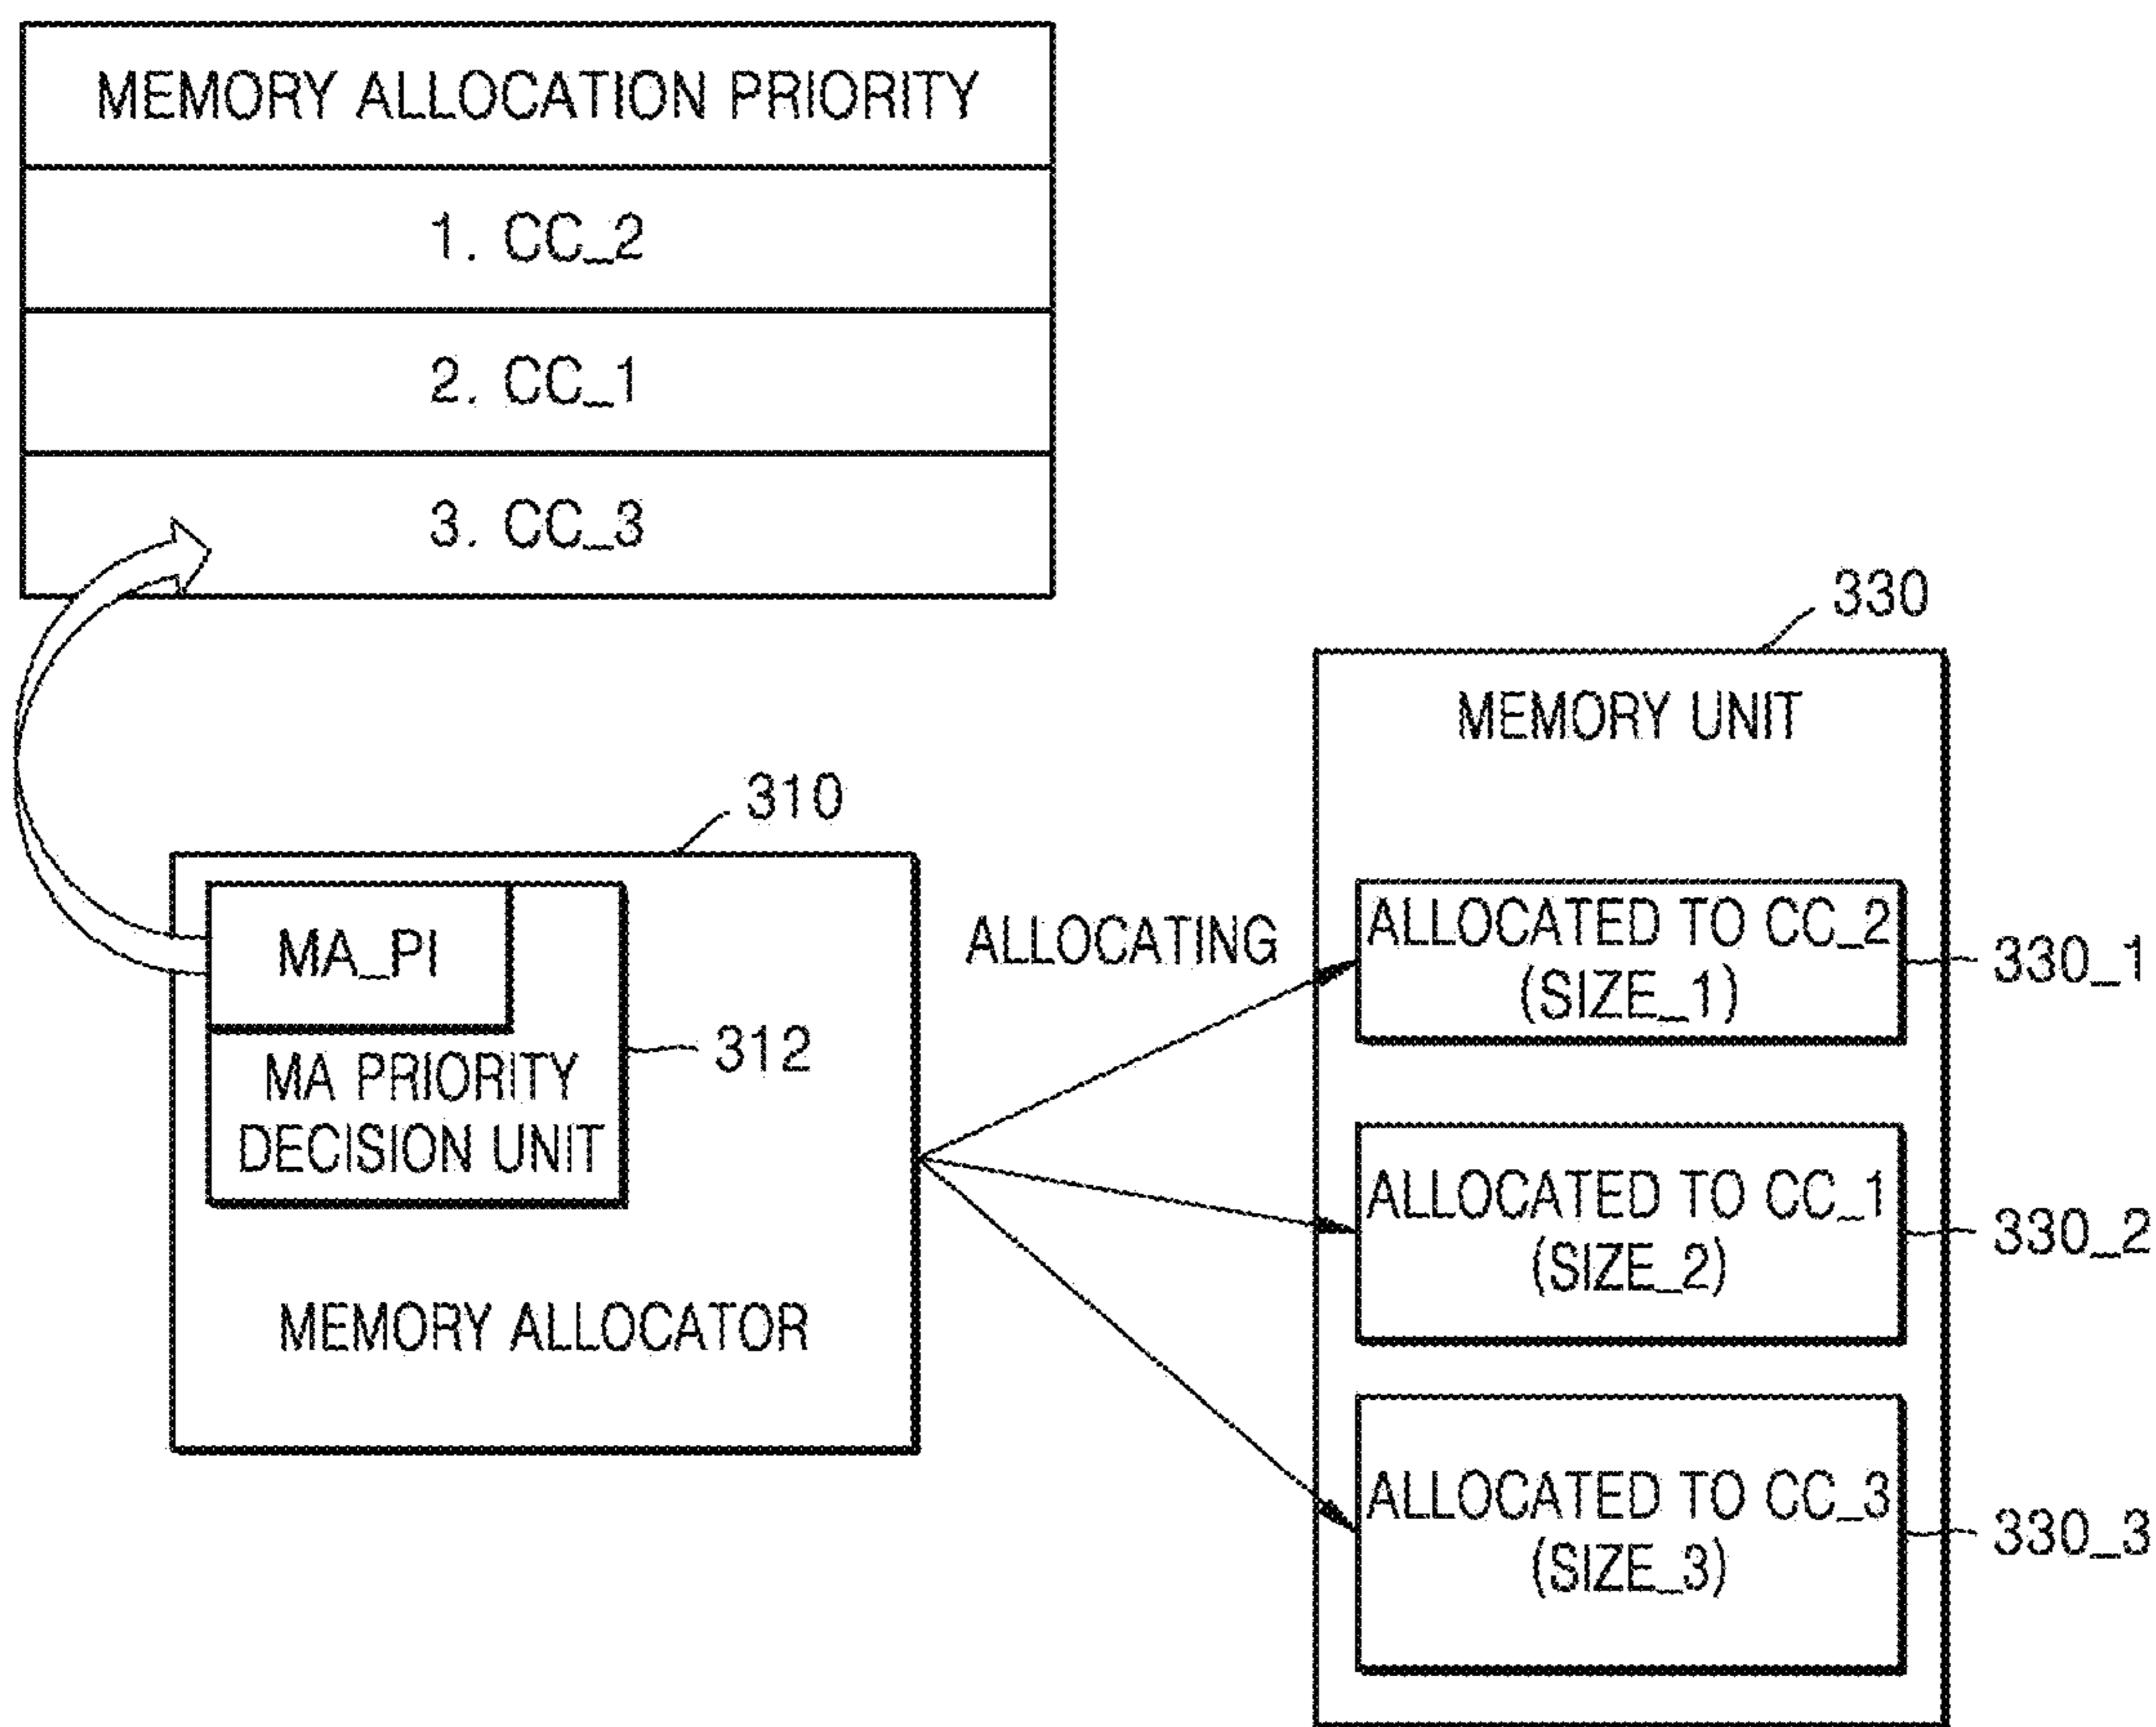 MEMORY ALLOCATION PRIORITY
1. CC_2
2. CC_1
3. CC_3
330
MEMORY UNIT
310
MA_PI
312
MA PRIORITY
DECISION UNIT
MEMORY ALLOCATOR
ALLOCATING
ALLOCATED TO CC_2
(SIZE_1)
330_1
ALLOCATED TO CC_1
(SIZE_2)
330_2
ALLOCATED TO CC_3
(SIZE_3)
330_3